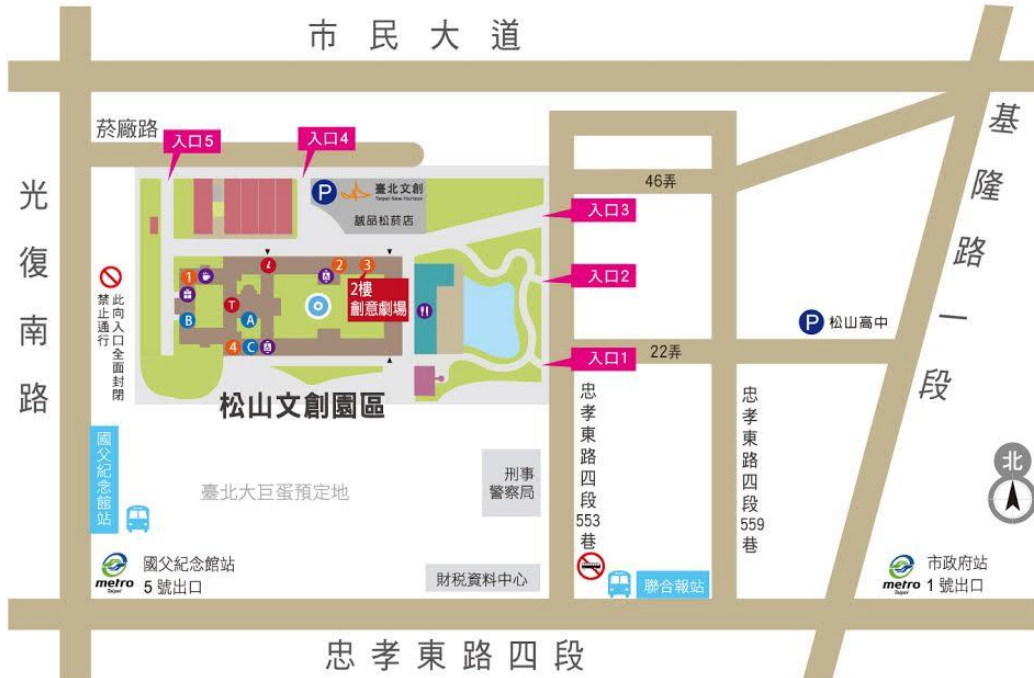 市民大道
菸廠路
入口5
入口4
基隆路一段
光復南路
P
臺北文創
Taipei New Horizon
誠品松菸店
46弄
入口3
入口2
1
2
3
2樓
創意劇場
i
T
B
A
4
C
此向入口全面封閉
禁止通行
P 松山高中
22弄
入口1
松山文創園區
忠孝東路四段553巷
忠孝東路四段559巷
北
國父紀念館站
臺北大巨蛋預定地
刑事
警察局
metro
Taipei
國父紀念館站
5號出口
財稅資料中心
聯合報站
metro
Taipei
市政府站
1號出口
忠孝東路四段